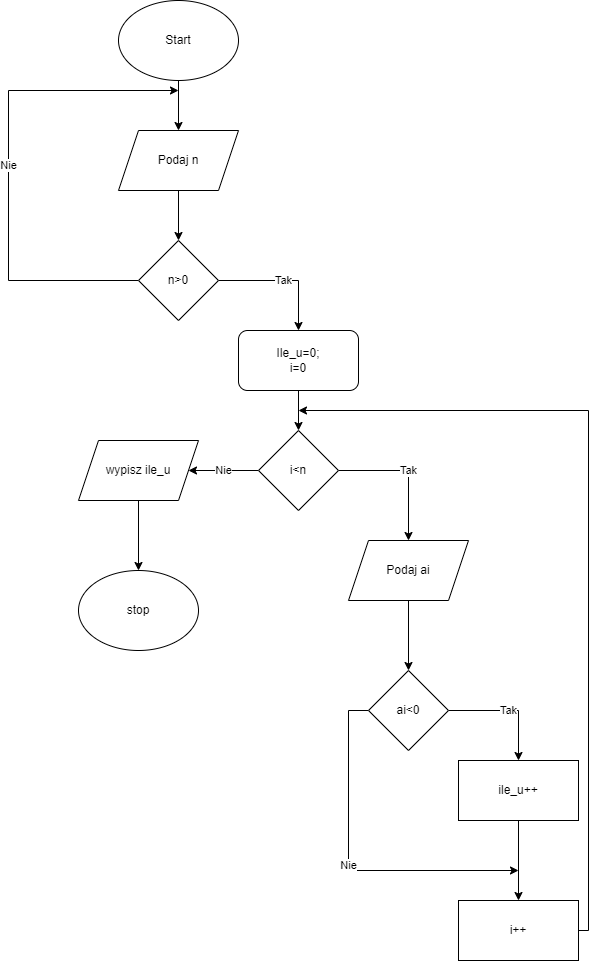 Start
Podaj n
Nie
n>0
Tak
Ile_u=0;
i=0
wypisz ile_u
Nie
i<n
Tak
Podaj ai
stop
ai<0
Tak
ile_u++
Nie
i++